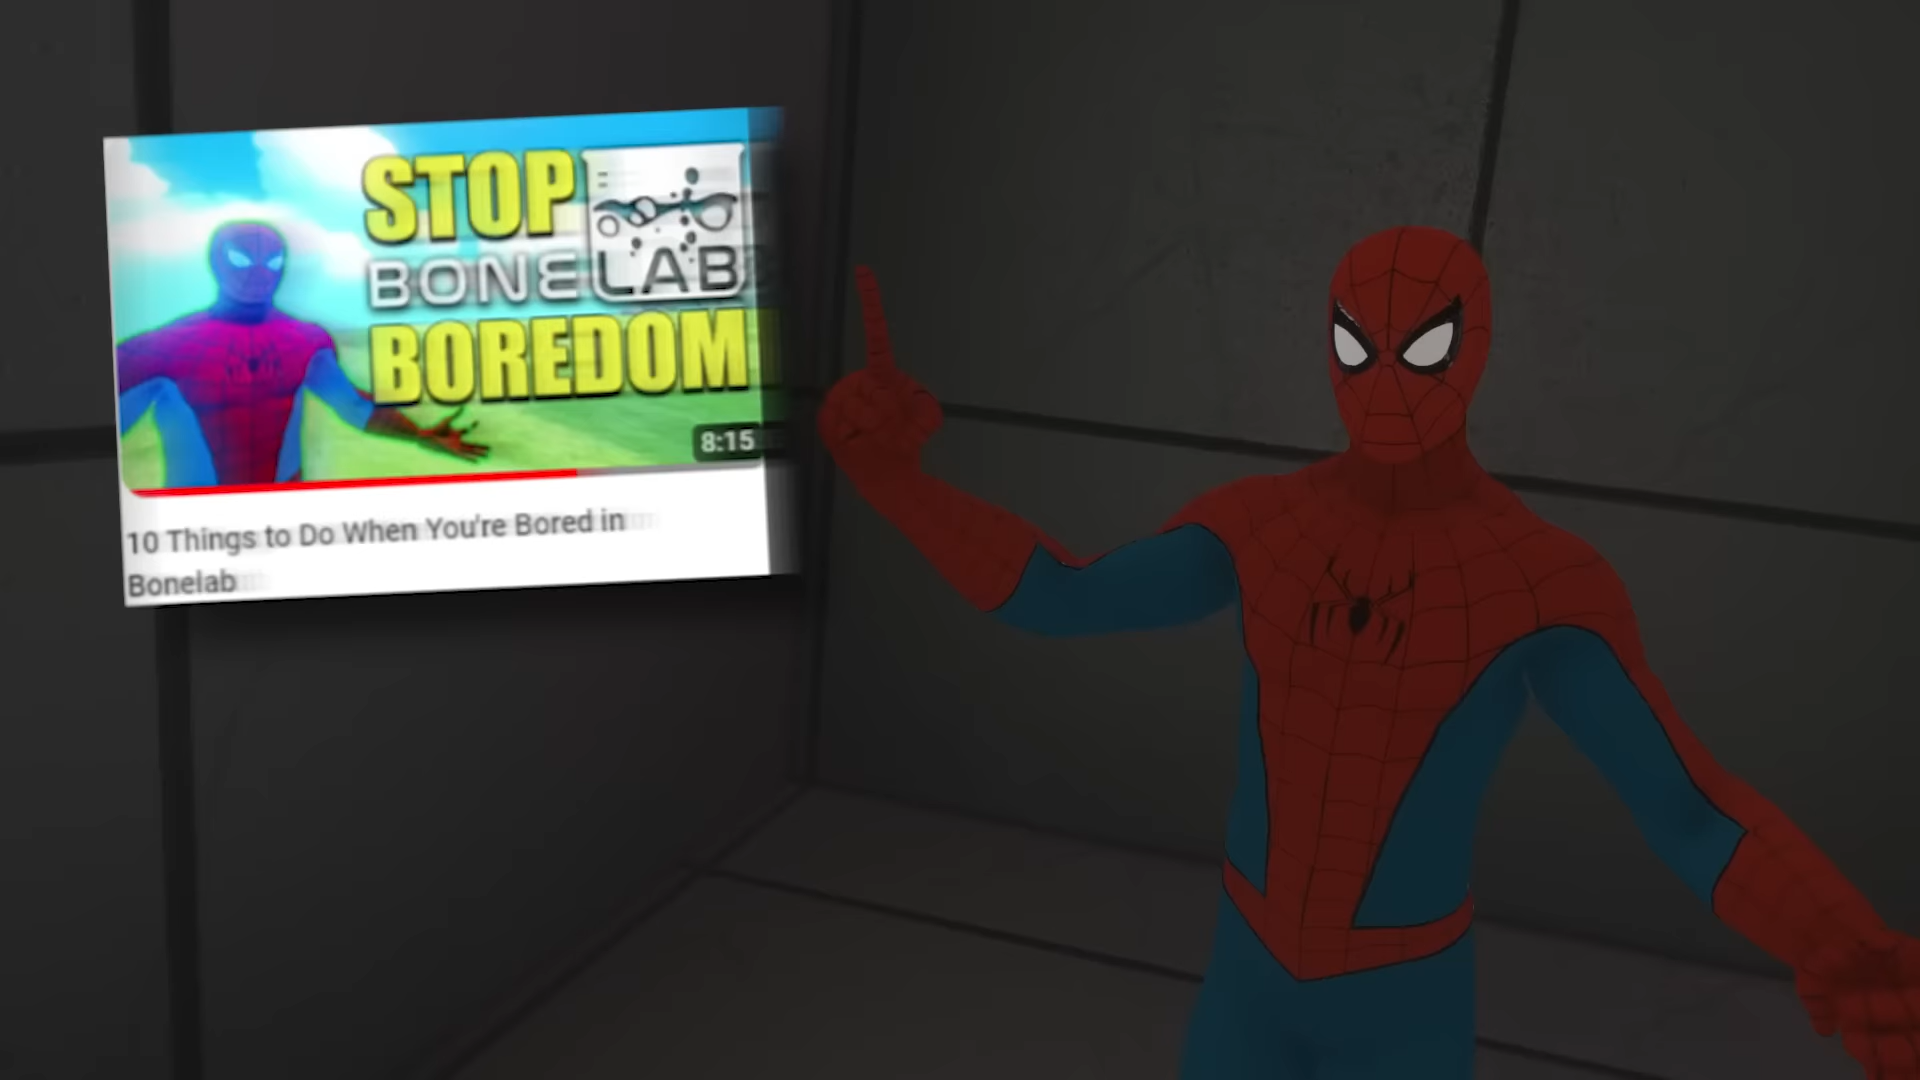 STOP
BONELAB
BOREDOM
8:15
10 Things to Do When You're Bored in
Bonelab